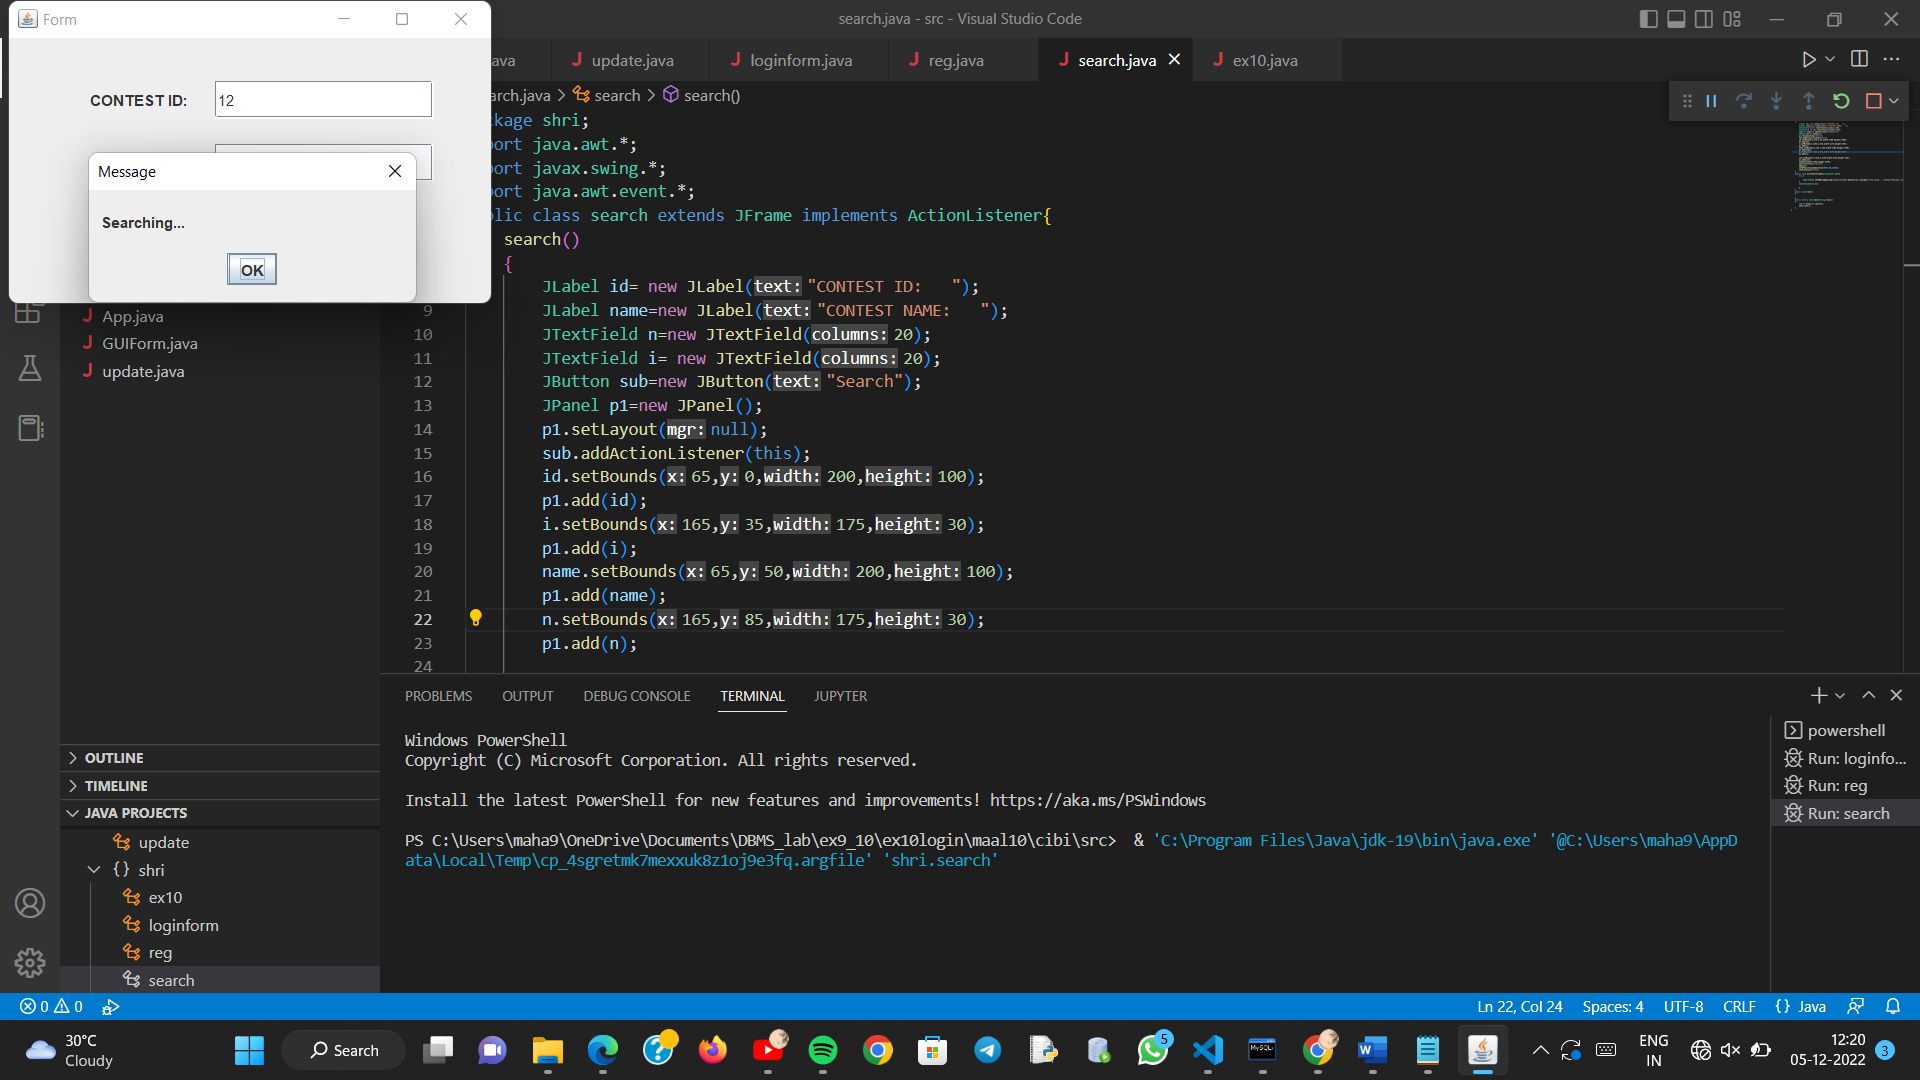 Form
search.java - src - Visual Studio Code
ava
update.java
loginform.java
reg.java
search.java
ex10.java
arch.java > search > search()
CONTEST ID:
12
Message
Searching...
OK
App.java
GUIForm.java
update.java
ckage shri;
ort java.awt.*;
ort javax.swing.*;
ort java.awt.event.*;
lic class search extends JFrame implements ActionListener{
search()
{
JLabel id= new JLabel(text: "CONTEST ID:   ");
9 JLabel name=new JLabel(text: "CONTEST NAME:   ");
10 JTextField n=new JTextField(columns: 20);
11 JTextField i= new JTextField(columns: 20);
12 JButton sub=new JButton(text: "Search");
13 JPanel p1=new JPanel();
14 p1.setLayout(mgr: null);
15 sub.addActionListener(this);
16 id.setBounds(x: 65,y: 0,width: 200,height: 100);
17 p1.add(id);
18 i.setBounds(x: 165,y: 35,width: 175,height: 30);
19 p1.add(i);
20 name.setBounds(x: 65,y: 50,width: 200,height: 100);
21 p1.add(name);
22 n.setBounds(x: 165,y: 85,width: 175,height: 30);
23 p1.add(n);
24
PROBLEMS OUTPUT DEBUG CONSOLE TERMINAL JUPYTER
Windows PowerShell
Copyright (C) Microsoft Corporation. All rights reserved.
Install the latest PowerShell for new features and improvements! https://aka.ms/PSWindows
PS C:\Users\maha9\OneDrive\Documents\DBMS_lab\ex9_10\ex10login\maal10\cibi\src>  & 'C:\Program Files\Java\jdk-19\bin\java.exe' '@C:\Users\maha9\AppD
ata\Local\Temp\cp_4sgretmk7mexxuk8z1oj9e3fq.argfile' 'shri.search'
powershell
Run: loginfo...
Run: reg
Run: search
OUTLINE
TIMELINE
JAVA PROJECTS
update
{} shri
ex10
loginform
reg
search
0 0
Ln 22, Col 24 Spaces: 4 UTF-8 CRLF {} Java
30°C
Cloudy
Search
5
MySQL
ENG
IN
12:20
05-12-2022
3